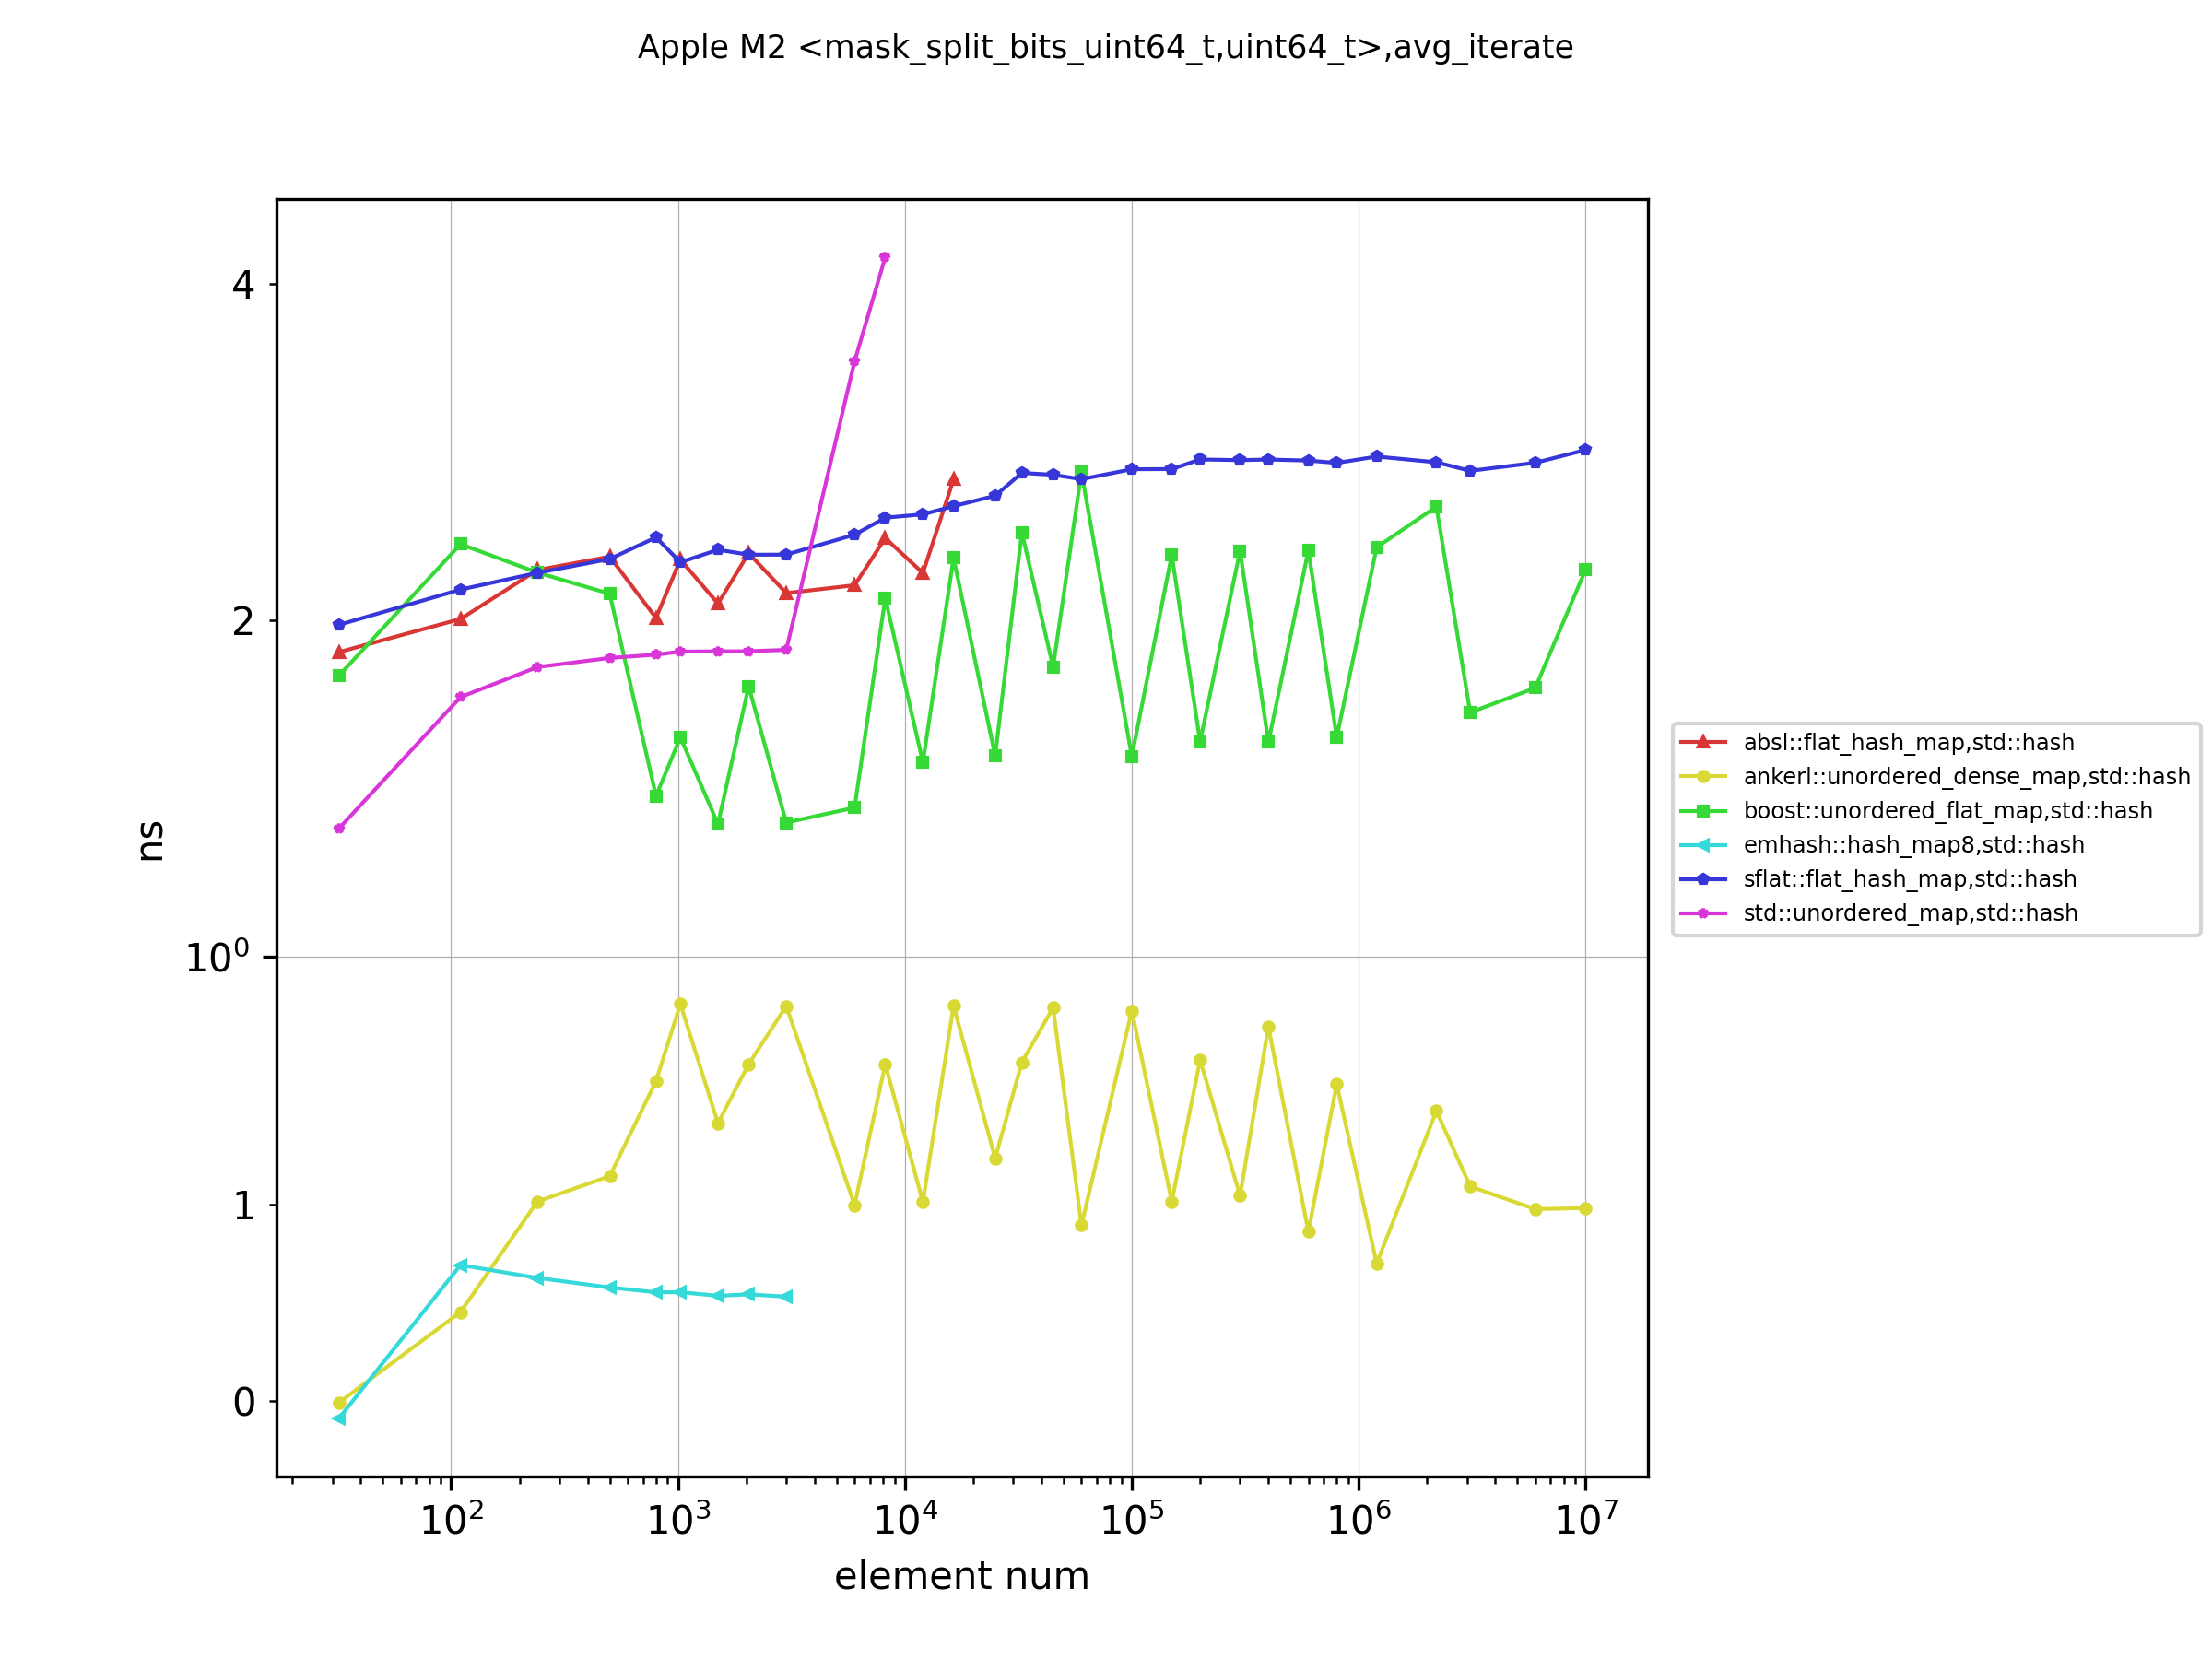 Apple M2 <mask_split_bits_uint64_t,uint64_t>,avg_iterate
4
2
10⁰
1
0
ns
10² 10³ 10⁴ 10⁵ 10⁶ 10⁷
element num
absl::flat_hash_map,std::hash
ankerl::unordered_dense_map,std::hash
boost::unordered_flat_map,std::hash
emhash::hash_map8,std::hash
sflat::flat_hash_map,std::hash
std::unordered_map,std::hash